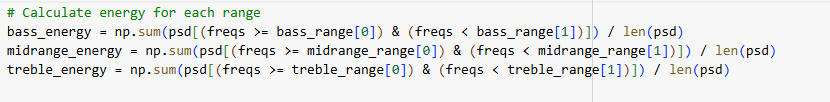 # Calculate energy for each range
bass_energy = np.sum(psd[(freqs >= bass_range[0]) & (freqs < bass_range[1])]) / len(psd)
midrange_energy = np.sum(psd[(freqs >= midrange_range[0]) & (freqs < midrange_range[1])]) / len(psd)
treble_energy = np.sum(psd[(freqs >= treble_range[0]) & (freqs < treble_range[1])]) / len(psd)